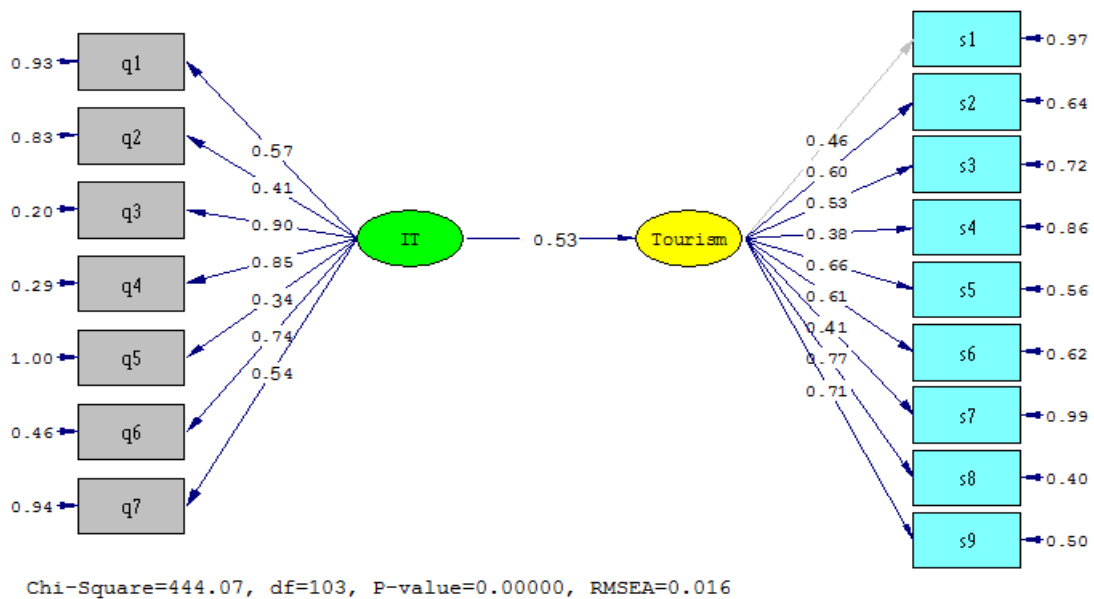 0.93 q1
0.83 q2
0.20 q3
0.29 q4
1.00 q5
0.46 q6
0.94 q7
0.57
0.41
0.90
0.85
0.34
0.74
0.54
IT
0.53
Tourism
0.46
0.60
0.53
0.38
0.66
0.61
0.41
0.77
0.71
s1 0.97
s2 0.64
s3 0.72
s4 0.86
s5 0.56
s6 0.62
s7 0.99
s8 0.40
s9 0.50
Chi-Square=444.07, df=103, P-value=0.00000, RMSEA=0.016